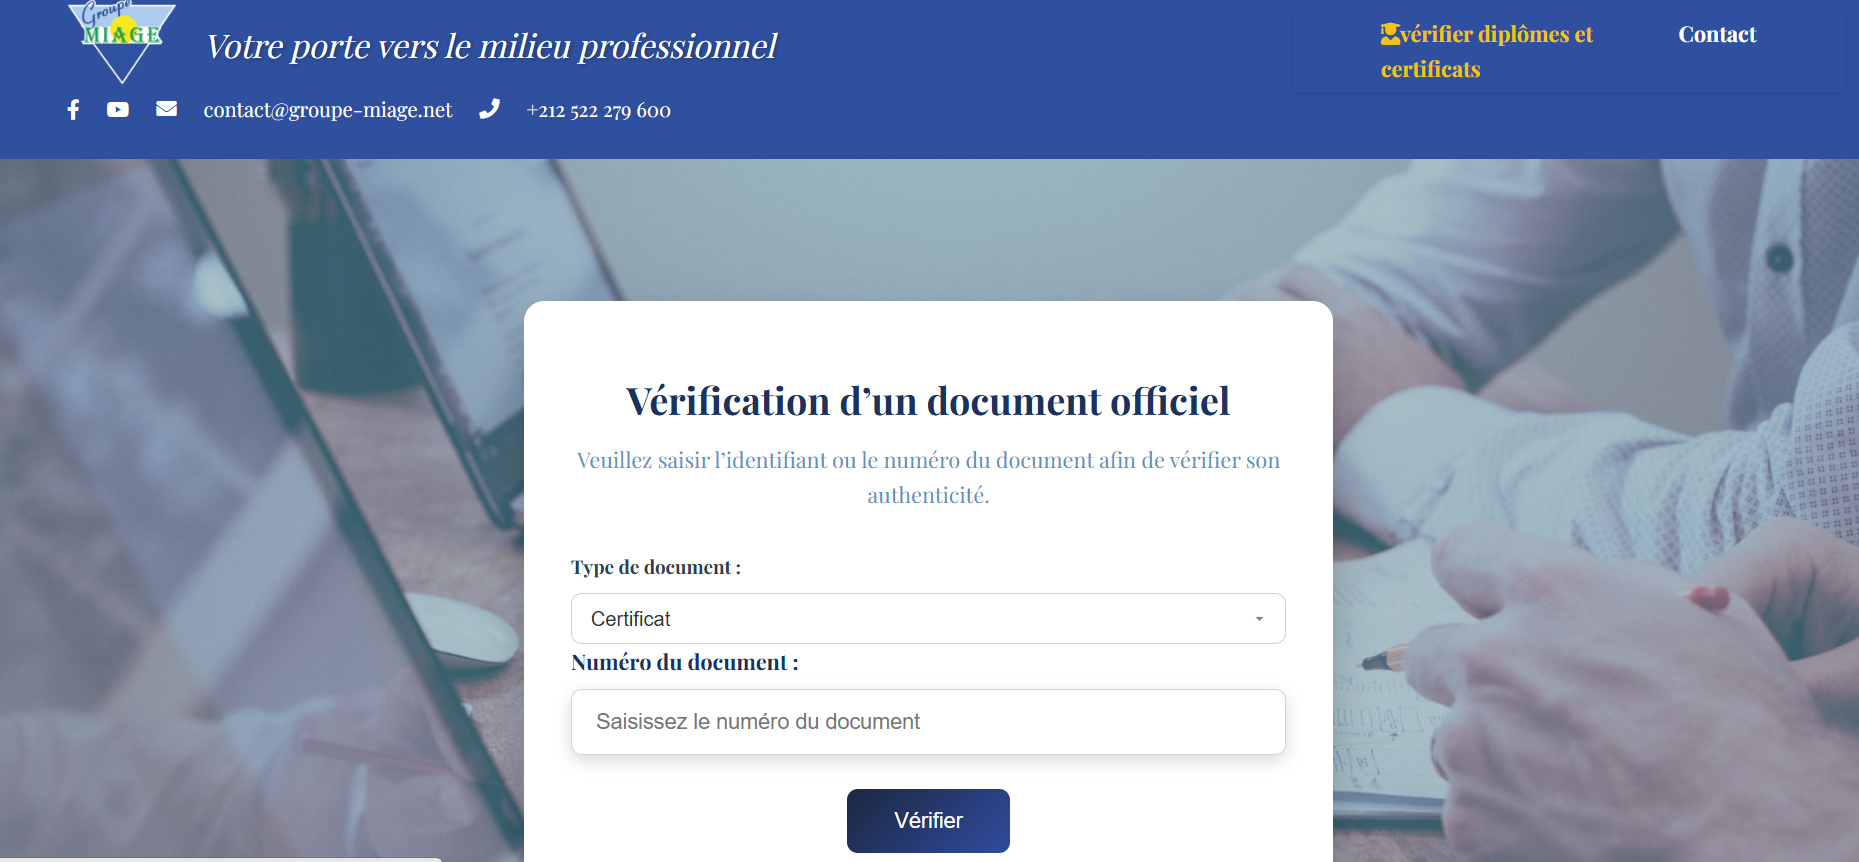 Groupe
MIAGE
Votre porte vers le milieu professionnel
vérifier diplômes et
certificats
Contact
contact@groupe-miage.net
+212 522 279 600
Vérification d’un document officiel
Veuillez saisir l’identifiant ou le numéro du document afin de vérifier son
authenticité.
Type de document :
Certificat
Numéro du document :
Saisissez le numéro du document
Vérifier